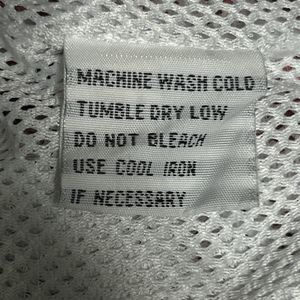 MACHINE WASH COLD
TUMBLE DRY LOW
DO NOT BLEACH
USE COOL IRON
IF NECESSARY